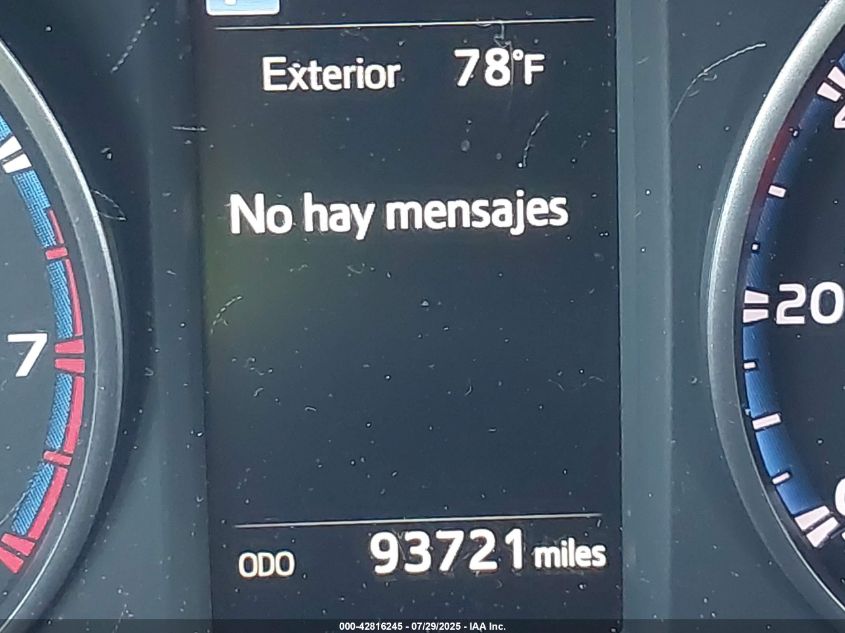 Exterior 78°F
No hay mensajes
7
20
ODO 93721 miles
000-42816245 - 07/29/2025 - IAA Inc.